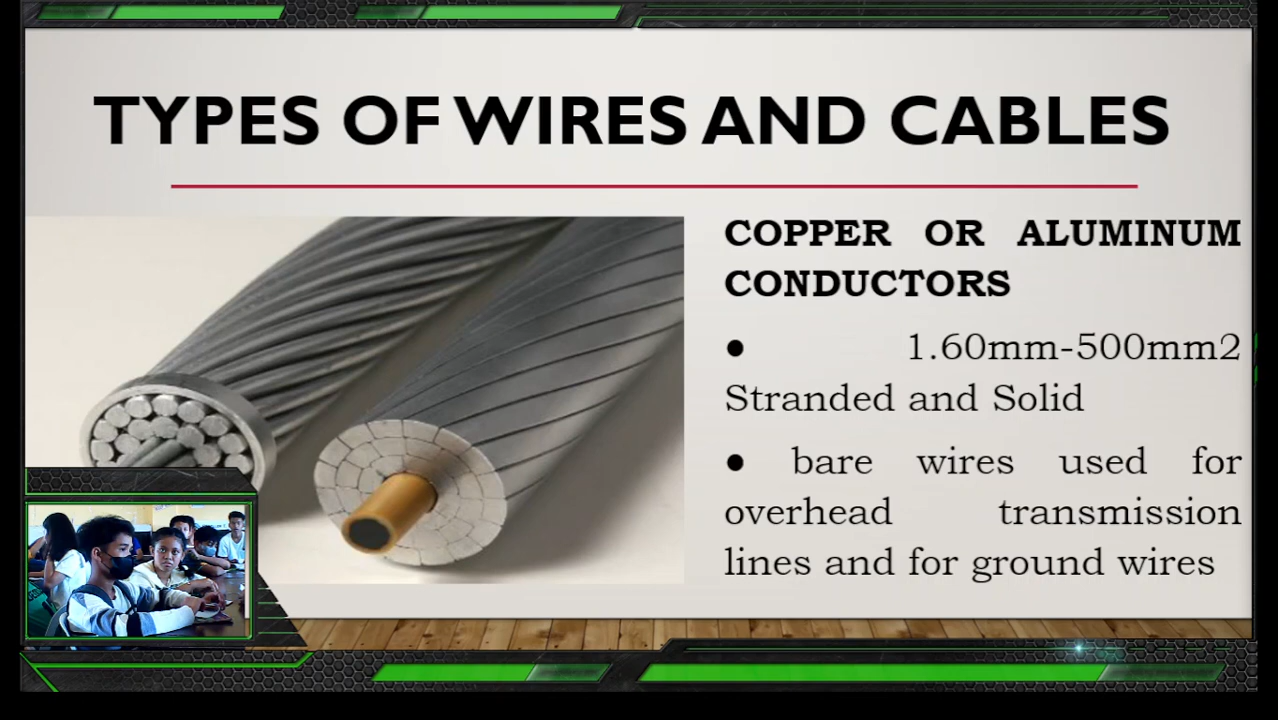 TYPES OF WIRES AND CABLES
COPPER OR ALUMINUM
CONDUCTORS
● 1.60mm-500mm2
Stranded and Solid
● bare wires used for
overhead transmission
lines and for ground wires